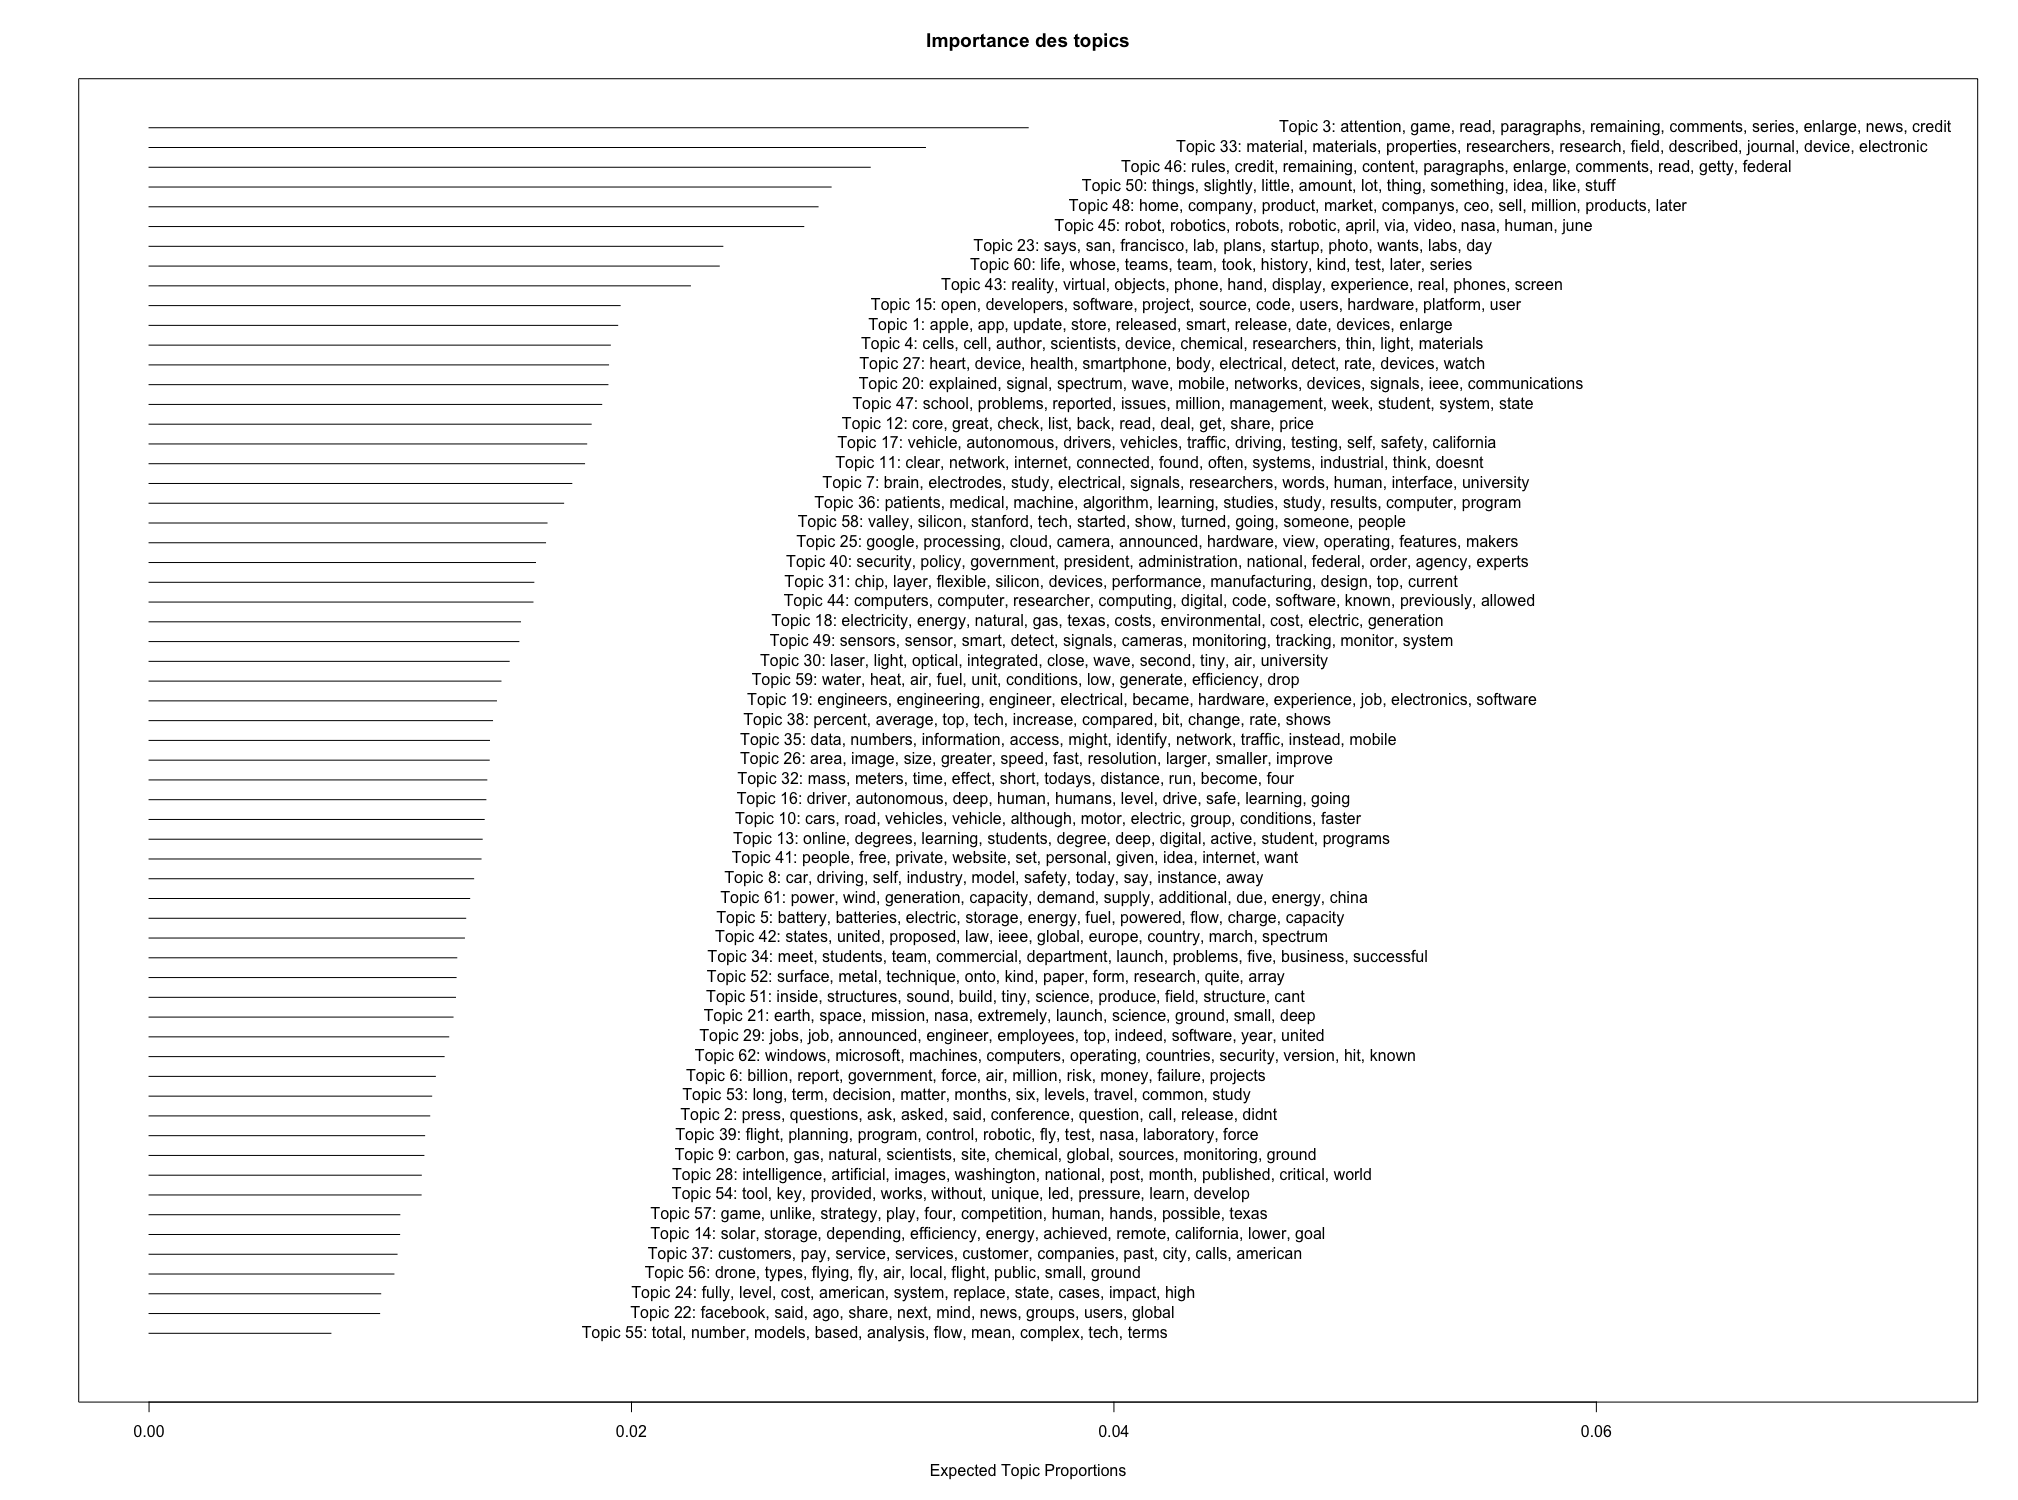 Importance des topics
Topic 3: attention, game, read, paragraphs, remaining, comments, series, enlarge, news, credit
Topic 33: material, materials, properties, researchers, research, field, described, journal, device, electronic
Topic 46: rules, credit, remaining, content, paragraphs, enlarge, comments, read, getty, federal
Topic 50: things, slightly, little, amount, lot, thing, something, idea, like, stuff
Topic 48: home, company, product, market, companys, ceo, sell, million, products, later
Topic 45: robot, robotics, robots, robotic, april, via, video, nasa, human, june
Topic 23: says, san, francisco, lab, plans, startup, photo, wants, labs, day
Topic 60: life, whose, teams, team, took, history, kind, test, later, series
Topic 43: reality, virtual, objects, phone, hand, display, experience, real, phones, screen
Topic 15: open, developers, software, project, source, code, users, hardware, platform, user
Topic 1: apple, app, update, store, released, smart, release, date, devices, enlarge
Topic 4: cells, cell, author, scientists, device, chemical, researchers, thin, light, materials
Topic 27: heart, device, health, smartphone, body, electrical, detect, rate, devices, watch
Topic 20: explained, signal, spectrum, wave, mobile, networks, devices, signals, ieee, communications
Topic 47: school, problems, reported, issues, million, management, week, student, system, state
Topic 12: core, great, check, list, back, read, deal, get, share, price
Topic 17: vehicle, autonomous, drivers, vehicles, traffic, driving, testing, self, safety, california
Topic 11: clear, network, internet, connected, found, often, systems, industrial, think, doesnt
Topic 7: brain, electrodes, study, electrical, signals, researchers, words, human, interface, university
Topic 36: patients, medical, machine, algorithm, learning, studies, study, results, computer, program
Topic 58: valley, silicon, stanford, tech, started, show, turned, going, someone, people
Topic 25: google, processing, cloud, camera, announced, hardware, view, operating, features, makers
Topic 40: security, policy, government, president, administration, national, federal, order, agency, experts
Topic 31: chip, layer, flexible, silicon, devices, performance, manufacturing, design, top, current
Topic 44: computers, computer, researcher, computing, digital, code, software, known, previously, allowed
Topic 18: electricity, energy, natural, gas, texas, costs, environmental, cost, electric, generation
Topic 49: sensors, sensor, smart, detect, signals, cameras, monitoring, tracking, monitor, system
Topic 30: laser, light, optical, integrated, close, wave, second, tiny, air, university
Topic 59: water, heat, air, fuel, unit, conditions, low, generate, efficiency, drop
Topic 19: engineers, engineering, engineer, electrical, became, hardware, experience, job, electronics, software
Topic 38: percent, average, top, tech, increase, compared, bit, change, rate, shows
Topic 35: data, numbers, information, access, might, identify, network, traffic, instead, mobile
Topic 26: area, image, size, greater, speed, fast, resolution, larger, smaller, improve
Topic 32: mass, meters, time, effect, short, todays, distance, run, become, four
Topic 16: driver, autonomous, deep, human, humans, level, drive, safe, learning, going
Topic 10: cars, road, vehicles, vehicle, although, motor, electric, group, conditions, faster
Topic 13: online, degrees, learning, students, degree, deep, digital, active, student, programs
Topic 41: people, free, private, website, set, personal, given, idea, internet, want
Topic 8: car, driving, self, industry, model, safety, today, say, instance, away
Topic 61: power, wind, generation, capacity, demand, supply, additional, due, energy, china
Topic 5: battery, batteries, electric, storage, energy, fuel, powered, flow, charge, capacity
Topic 42: states, united, proposed, law, ieee, global, europe, country, march, spectrum
Topic 34: meet, students, team, commercial, department, launch, problems, five, business, successful
Topic 52: surface, metal, technique, onto, kind, paper, form, research, quite, array
Topic 51: inside, structures, sound, build, tiny, science, produce, field, structure, cant
Topic 21: earth, space, mission, nasa, extremely, launch, science, ground, small, deep
Topic 29: jobs, job, announced, engineer, employees, top, indeed, software, year, united
Topic 62: windows, microsoft, machines, computers, operating, countries, security, version, hit, known
Topic 6: billion, report, government, force, air, million, risk, money, failure, projects
Topic 53: long, term, decision, matter, months, six, levels, travel, common, study
Topic 2: press, questions, ask, asked, said, conference, question, call, release, didnt
Topic 39: flight, planning, program, control, robotic, fly, test, nasa, laboratory, force
Topic 9: carbon, gas, natural, scientists, site, chemical, global, sources, monitoring, ground
Topic 28: intelligence, artificial, images, washington, national, post, month, published, critical, world
Topic 54: tool, key, provided, works, without, unique, led, pressure, learn, develop
Topic 57: game, unlike, strategy, play, four, competition, human, hands, possible, texas
Topic 14: solar, storage, depending, efficiency, energy, achieved, remote, california, lower, goal
Topic 37: customers, pay, service, services, customer, companies, past, city, calls, american
Topic 56: drone, types, flying, fly, air, local, flight, public, small, ground
Topic 24: fully, level, cost, american, system, replace, state, cases, impact, high
Topic 22: facebook, said, ago, share, next, mind, news, groups, users, global
Topic 55: total, number, models, based, analysis, flow, mean, complex, tech, terms
0.00 0.02 0.04 0.06
Expected Topic Proportions